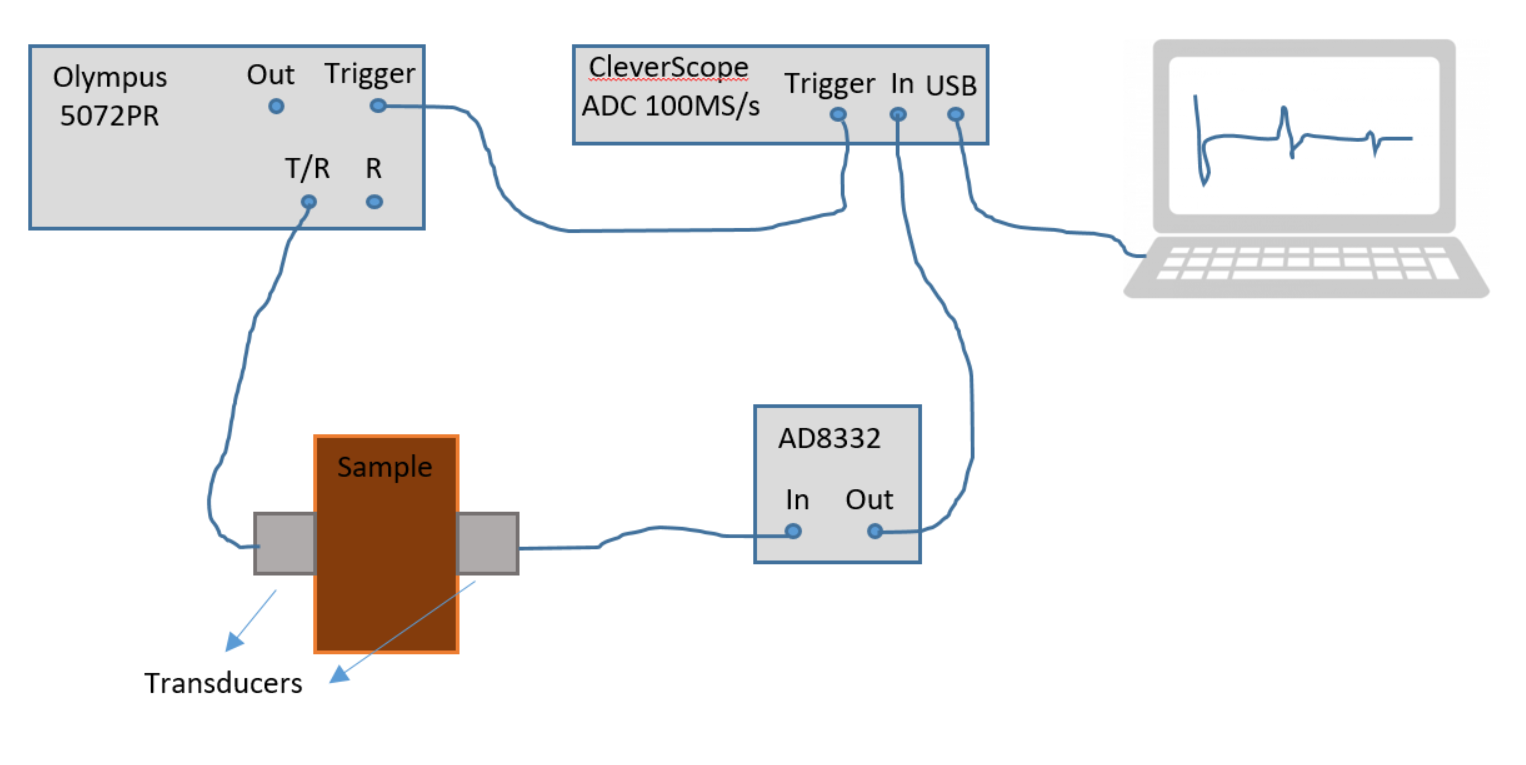 Olympus
5072PR
Out
Trigger
T/R
R
CleverScope
ADC 100MS/s
Trigger
In
USB
Sample
AD8332
In
Out
Transducers